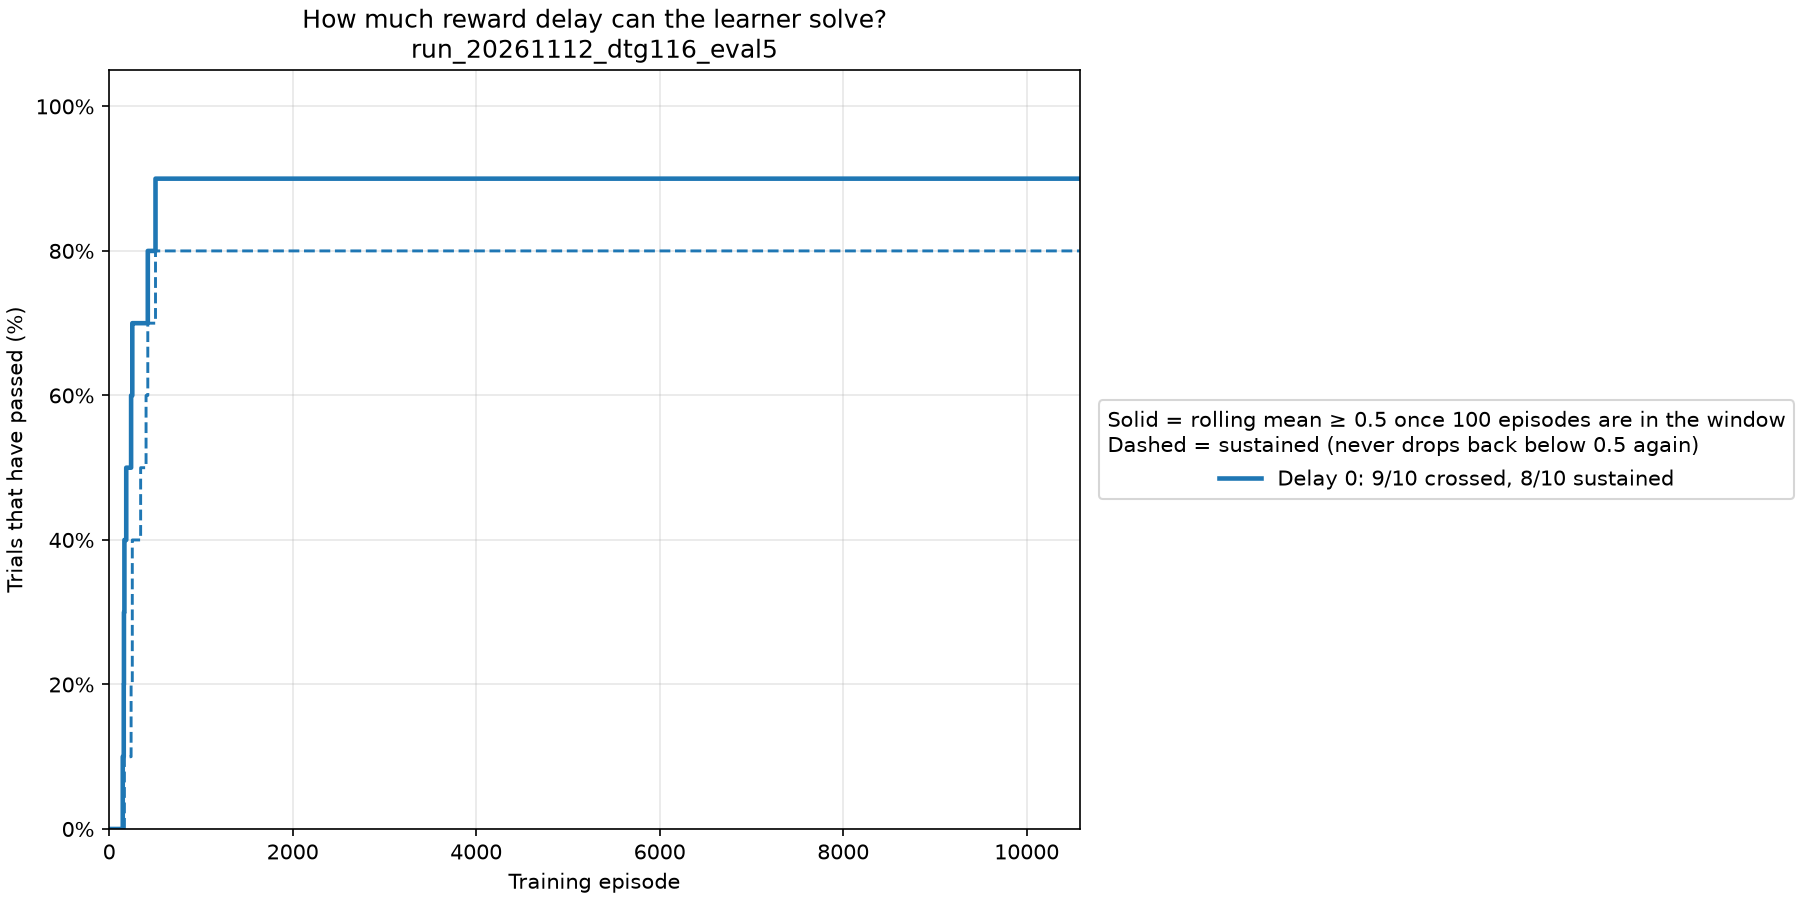 How much reward delay can the learner solve?
run_20261112_dtg116_eval5
100%
80%
60%
40%
20%
0%
Trials that have passed (%)
0 2000 4000 6000 8000 10000
Training episode
Solid = rolling mean ≥ 0.5 once 100 episodes are in the window
Dashed = sustained (never drops back below 0.5 again)
Delay 0: 9/10 crossed, 8/10 sustained